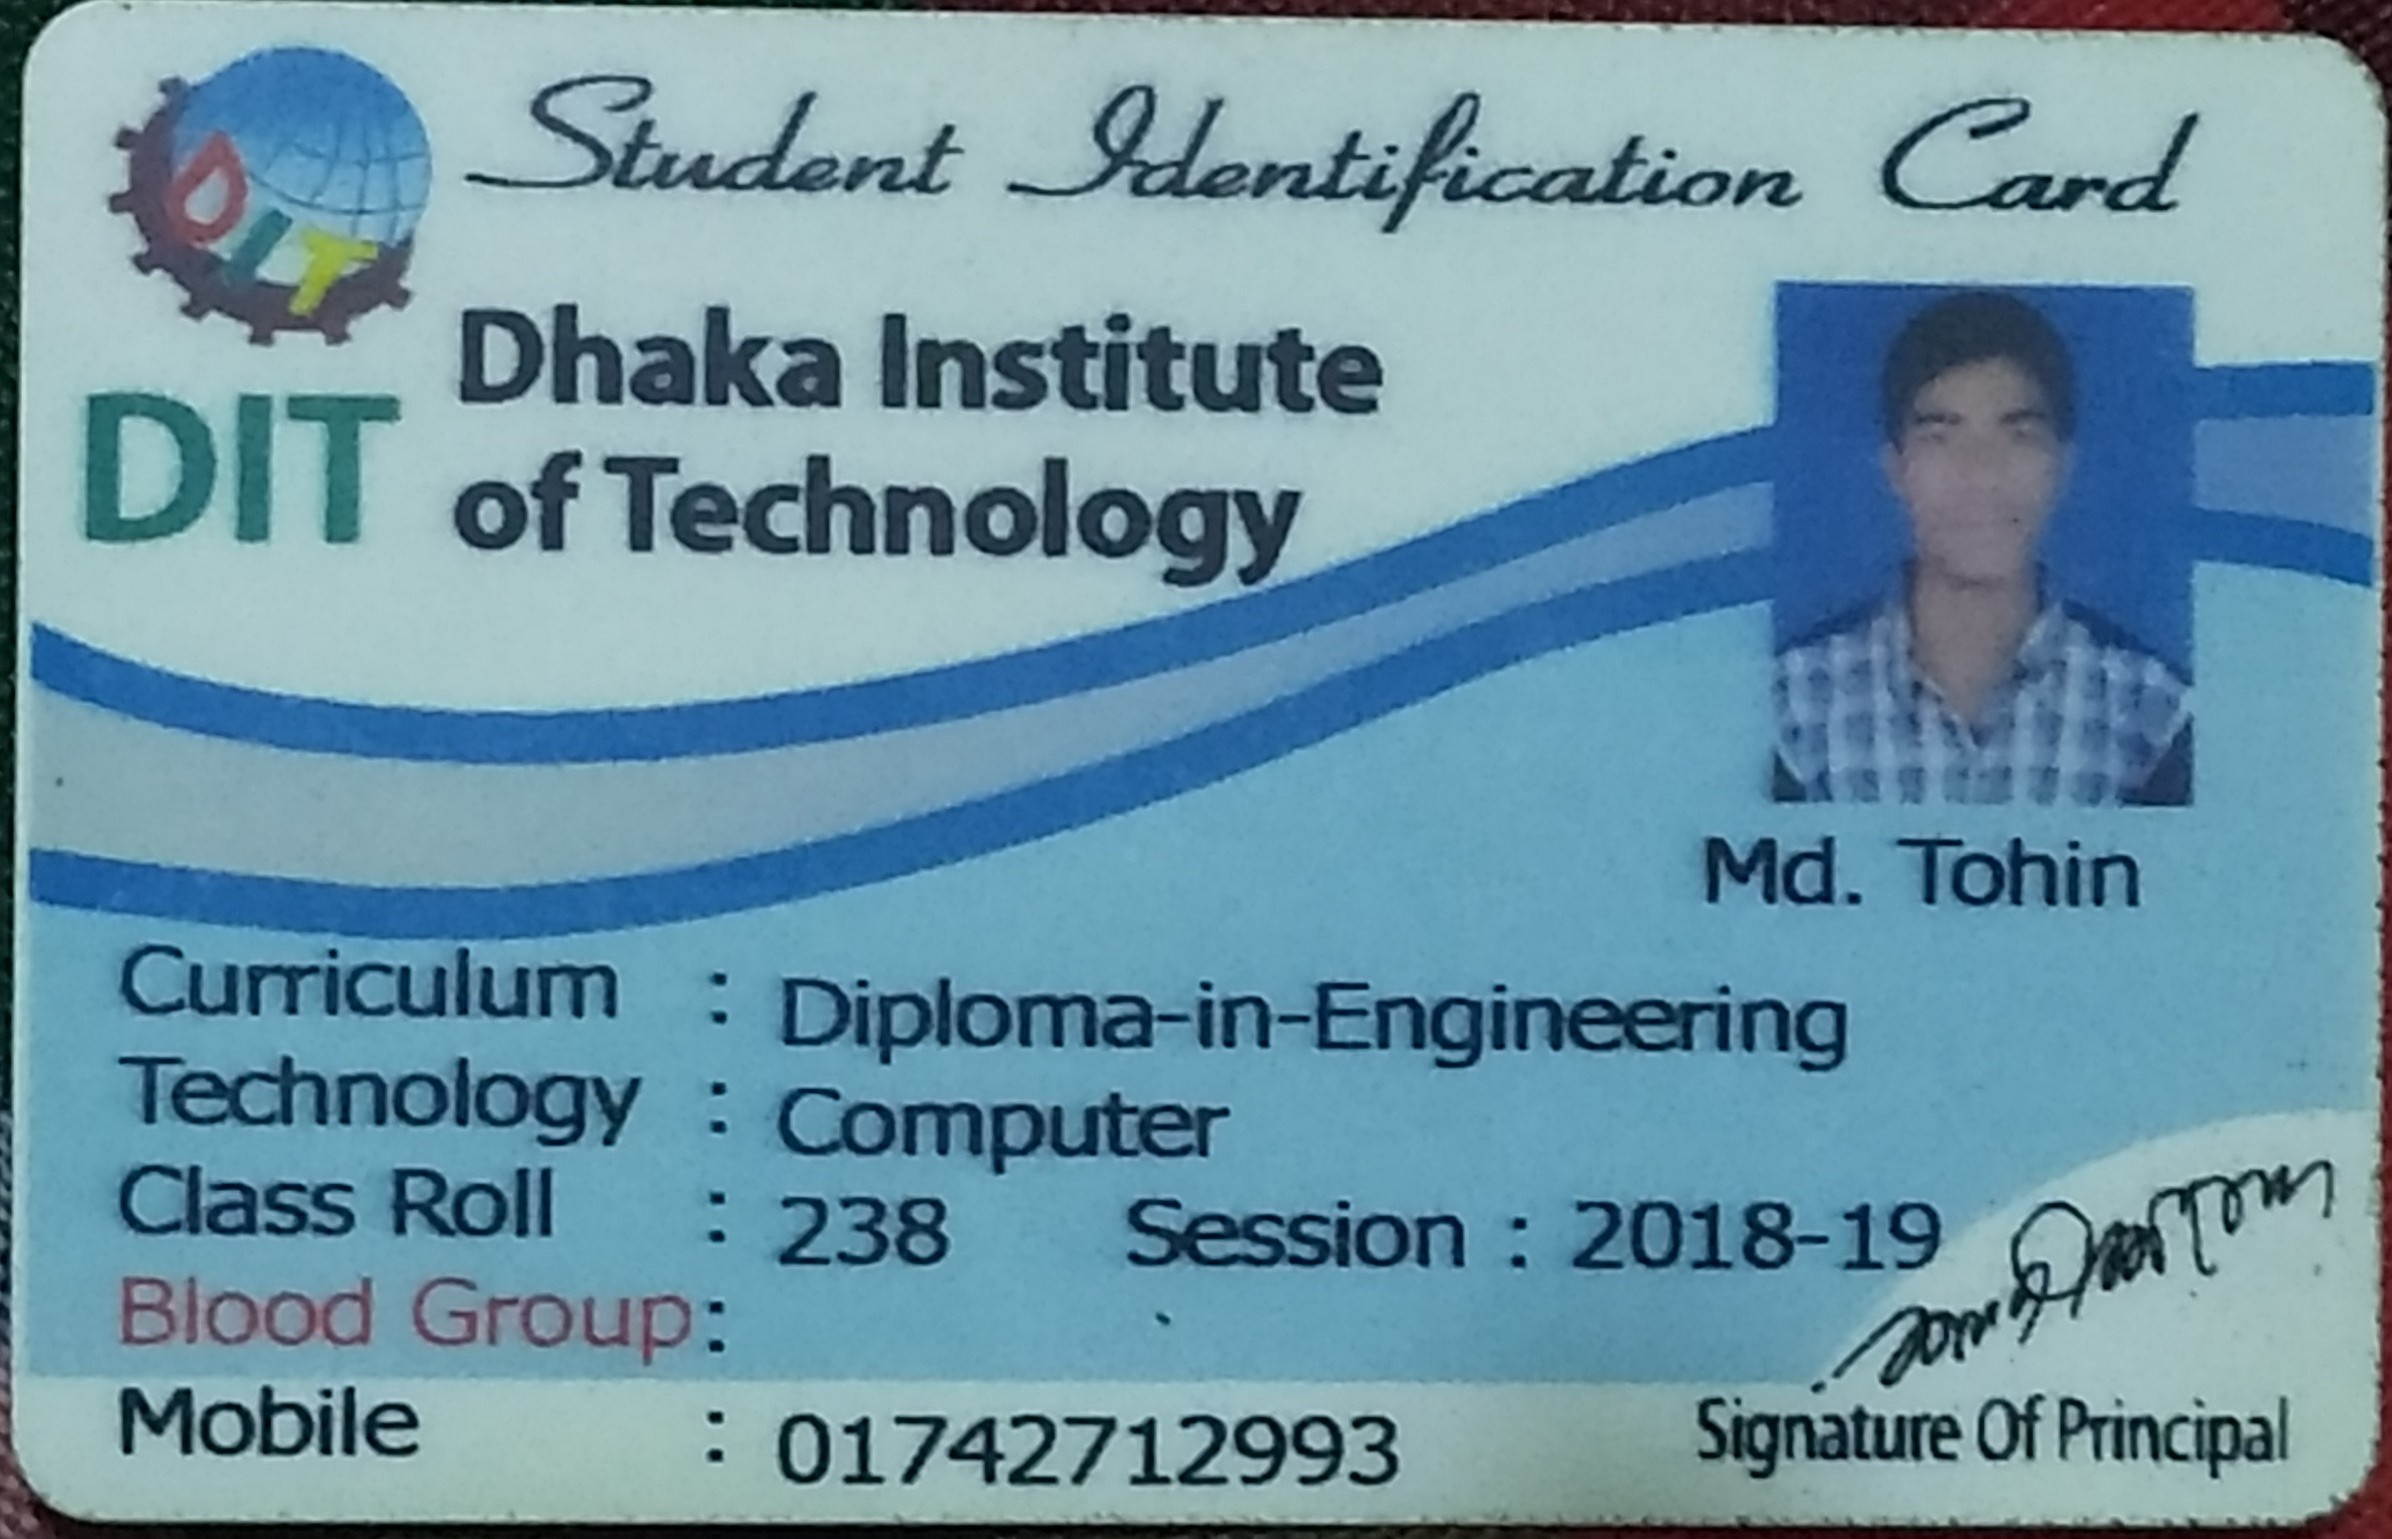 Student Identification Card
DIT
DIT
Dhaka Institute
of Technology
Md. Tohin
Curriculum : Diploma-in-Engineering
Technology : Computer
Class Roll : 238 Session : 2018-19
Blood Group:
Mobile : 01742712993
Signature Of Principal